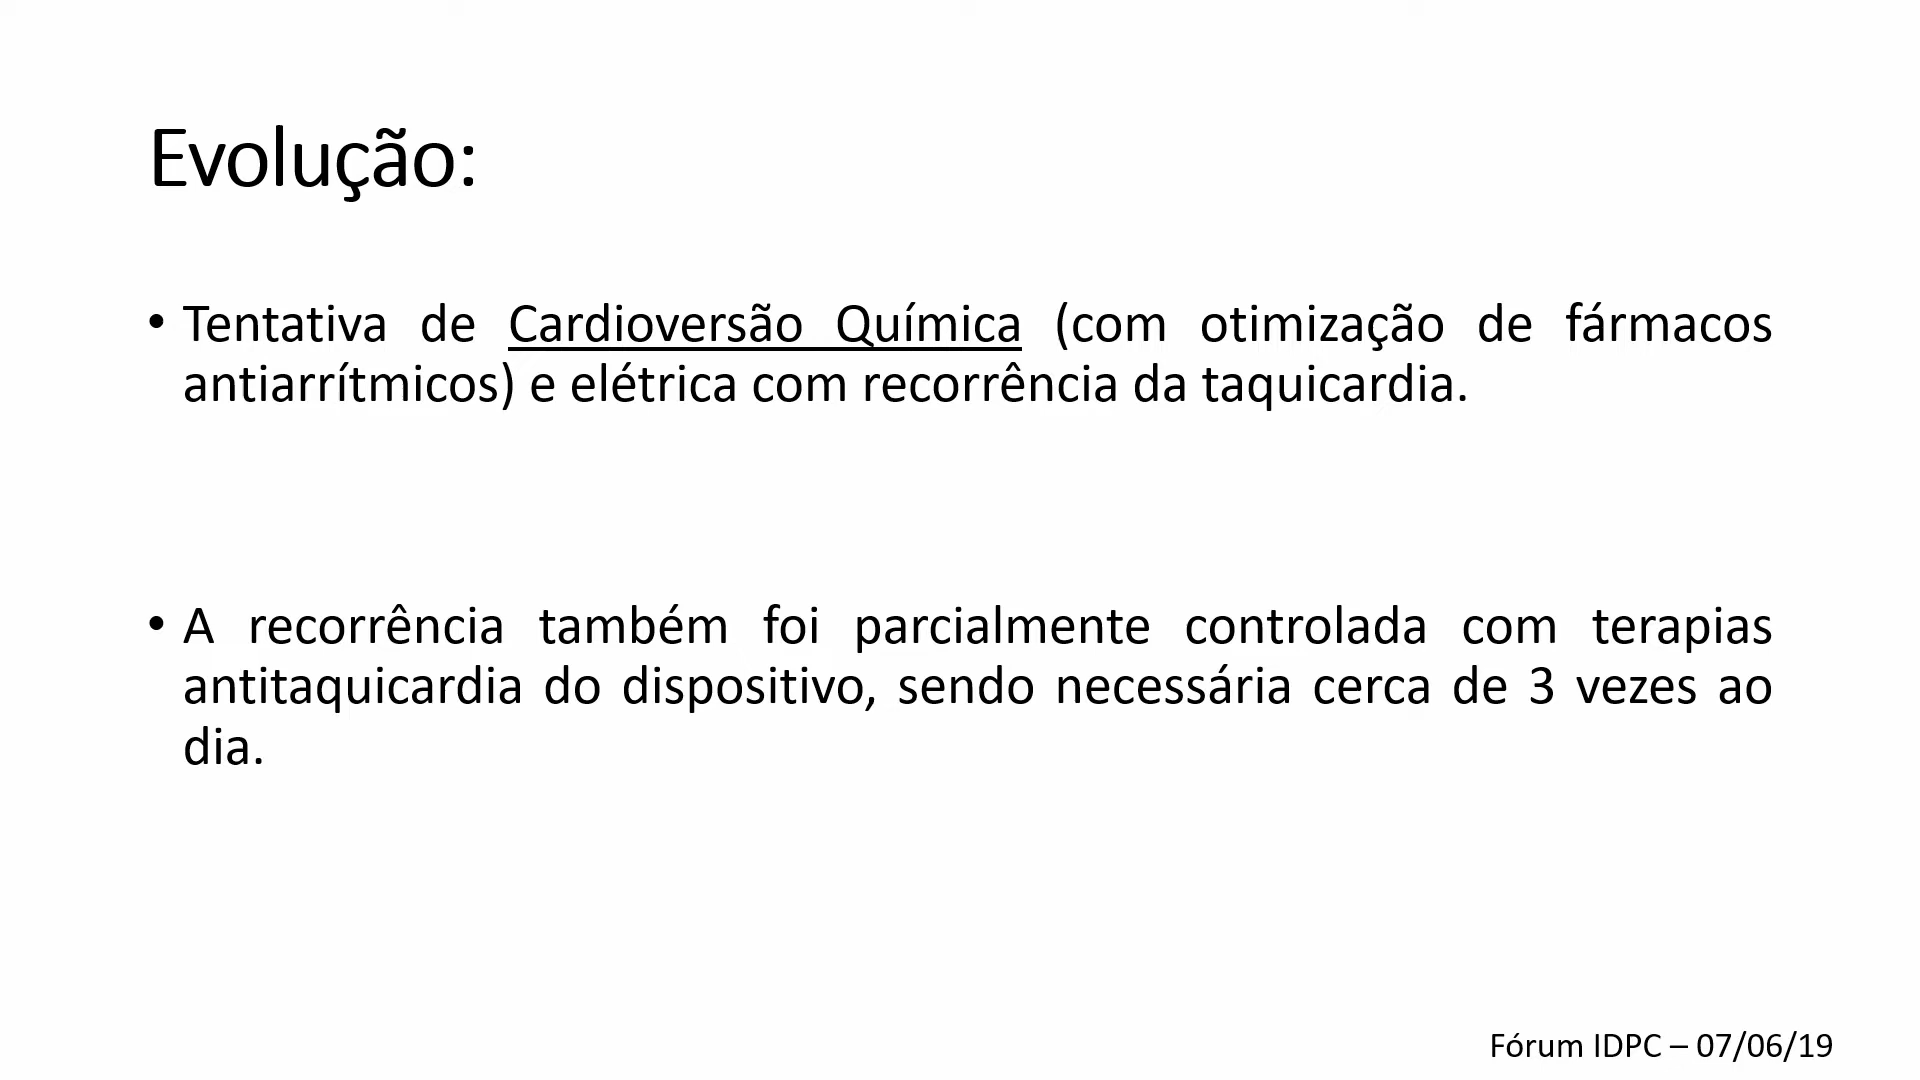 Evolução:
• Tentativa de Cardioversão Química (com otimização de fármacos
antiarrítmicos) e elétrica com recorrência da taquicardia.
• A recorrência também foi parcialmente controlada com terapias
antitaquicardia do dispositivo, sendo necessária cerca de 3 vezes ao
dia.
Fórum IDPC – 07/06/19